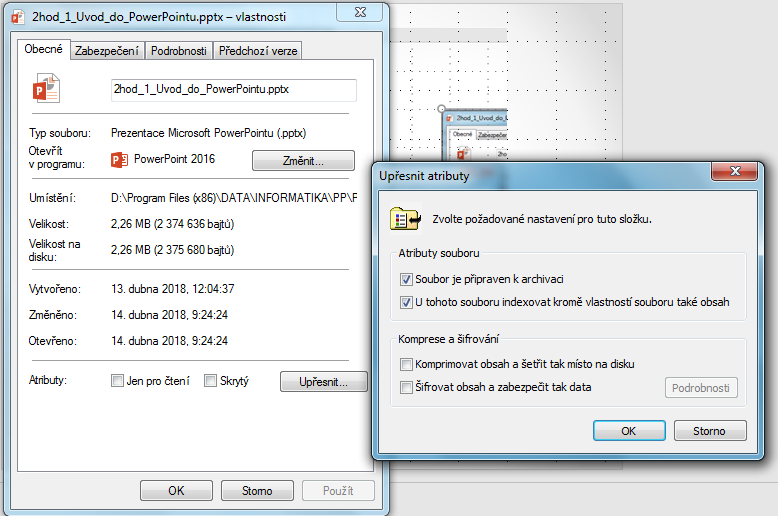 2hod_1_Uvod_do_PowerPointu.pptx – vlastnosti
Obecné Zabezpečení Podrobnosti Předchozí verze
2hod_1_Uvod_do_PowerPointu.pptx
Typ souboru: Prezentace Microsoft PowerPointu (.pptx)
Otevřít
v programu: PowerPoint 2016 Změnit...
Umístění: D:\Program Files (x86)\DATA\INFORMATIKA\PP\F
Velikost: 2,26 MB (2 374 636 bajtů)
Velikost na
disku: 2,26 MB (2 375 680 bajtů)
Vytvořeno: 13. dubna 2018, 12:04:37
Změněno: 14. dubna 2018, 9:24:24
Otevřeno: 14. dubna 2018, 9:24:24
Atributy: Jen pro čtení Skrytý Upřesnit...
OK Storno Použít
2hod_1_Uvod_do_
Obecné Zabezpečení
Upřesnit atributy
Zvolte požadované nastavení pro tuto složku.
Atributy souboru
Soubor je připraven k archivaci
U tohoto souboru indexovat kromě vlastností souboru také obsah
Komprese a šifrování
Komprimovat obsah a šetřit tak místo na disku
Šifrovat obsah a zabezpečit tak data Podrobnosti
OK Storno